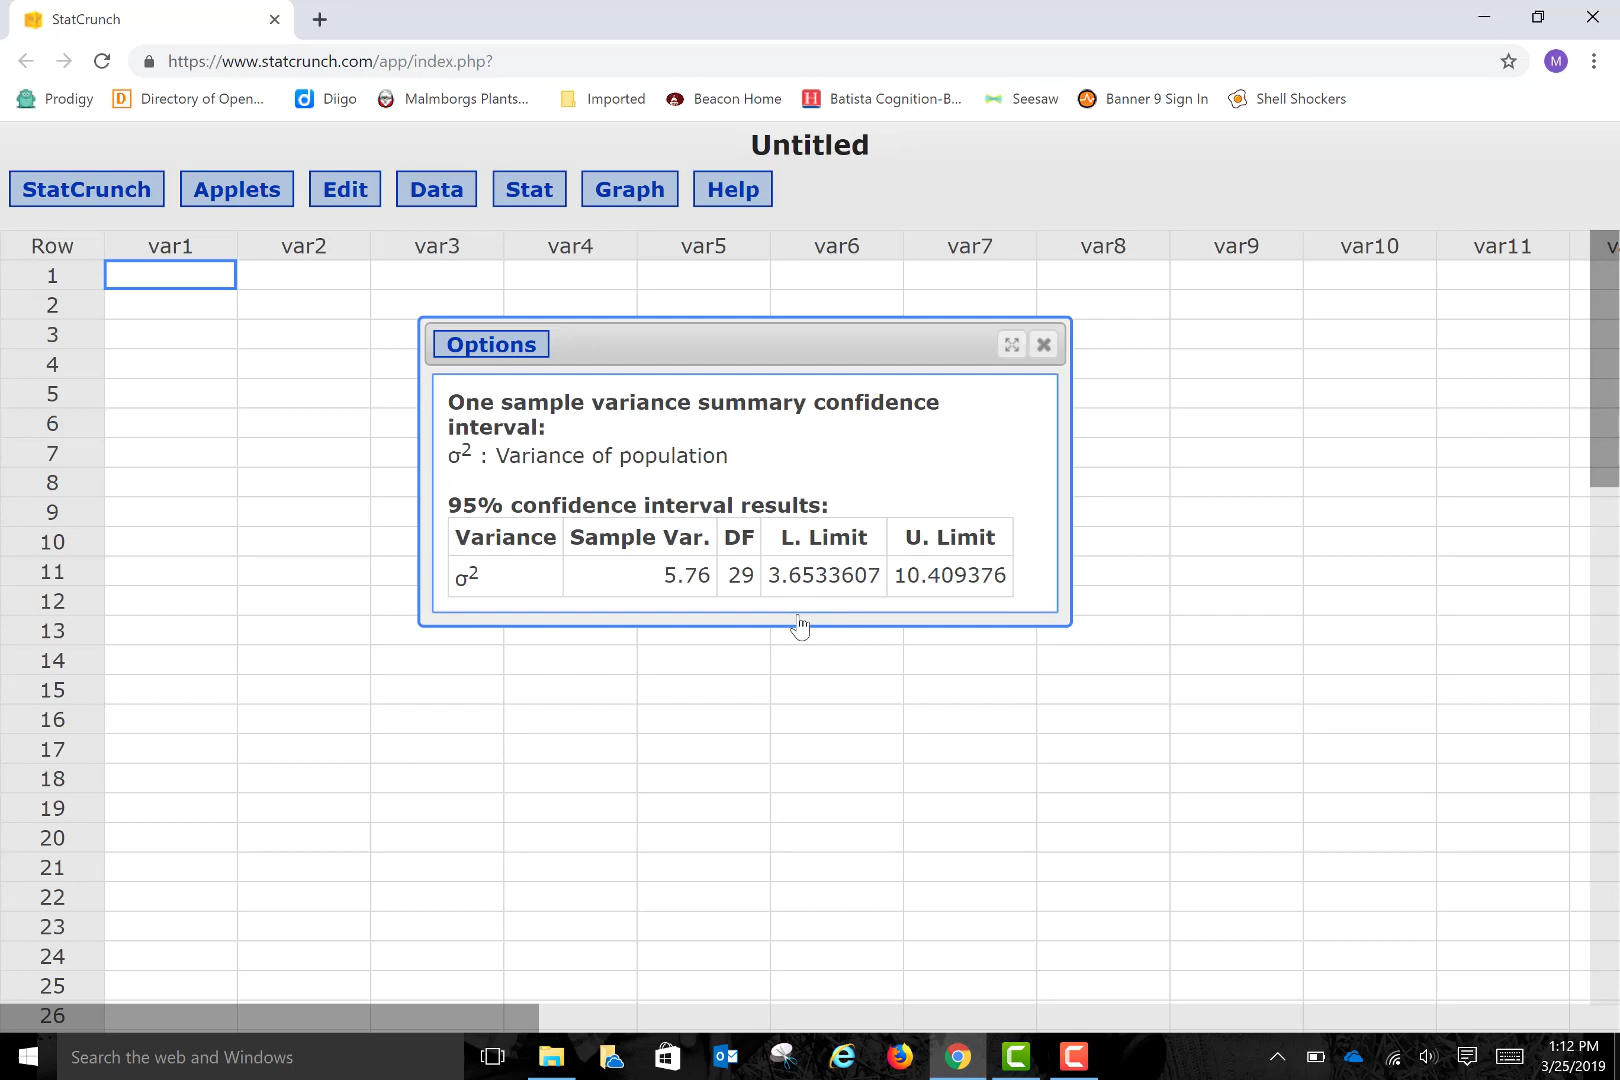 StatCrunch
https://www.statcrunch.com/app/index.php?
M
Prodigy Directory of Open... Diigo Malmborgs Plants... Imported Beacon Home Batista Cognition-B... Seesaw Banner 9 Sign In Shell Shockers
Untitled
StatCrunch Applets Edit Data Stat Graph Help
Row var1 var2 var3 var4 var5 var6 var7 var8 var9 var10 var11
1
2
3
4
5
6
7
8
9
10
11
12
13
14
15
16
17
18
19
20
21
22
23
24
25
26
Options
One sample variance summary confidence
interval:
σ² : Variance of population
95% confidence interval results:
Variance Sample Var. DF L. Limit U. Limit
σ² 5.76 29 3.6533607 10.409376
Search the web and Windows
1:12 PM
3/25/2019